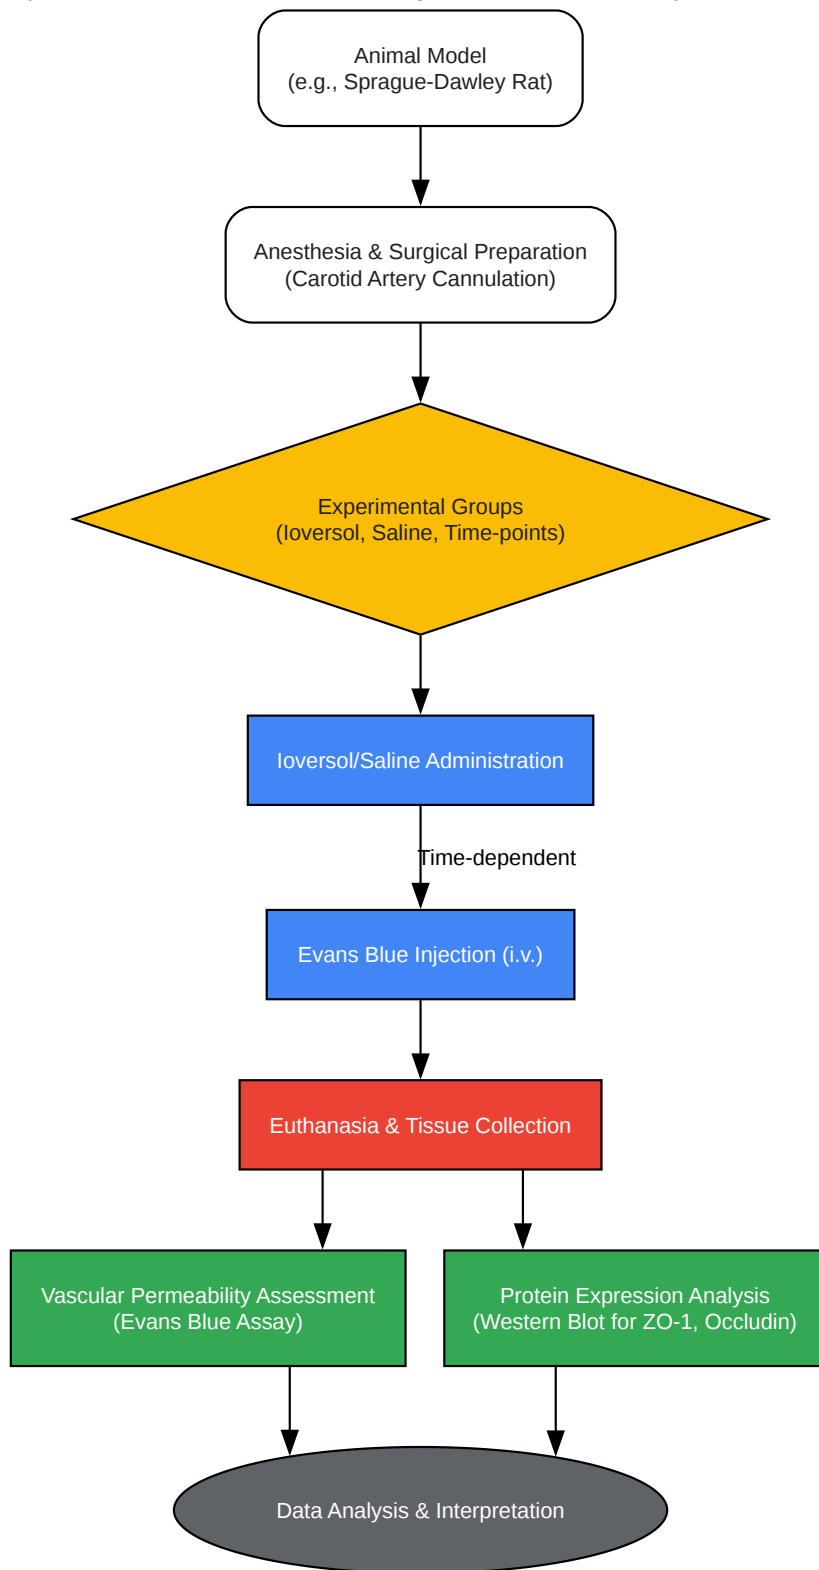 Animal Model
(e.g., Sprague-Dawley Rat)
Anesthesia & Surgical Preparation
(Carotid Artery Cannulation)
Experimental Groups
(Ioversol, Saline, Time-points)
Ioversol/Saline Administration
Time-dependent
Evans Blue Injection (i.v.)
Euthanasia & Tissue Collection
Vascular Permeability Assessment
(Evans Blue Assay)
Protein Expression Analysis
(Western Blot for ZO-1, Occludin)
Data Analysis & Interpretation